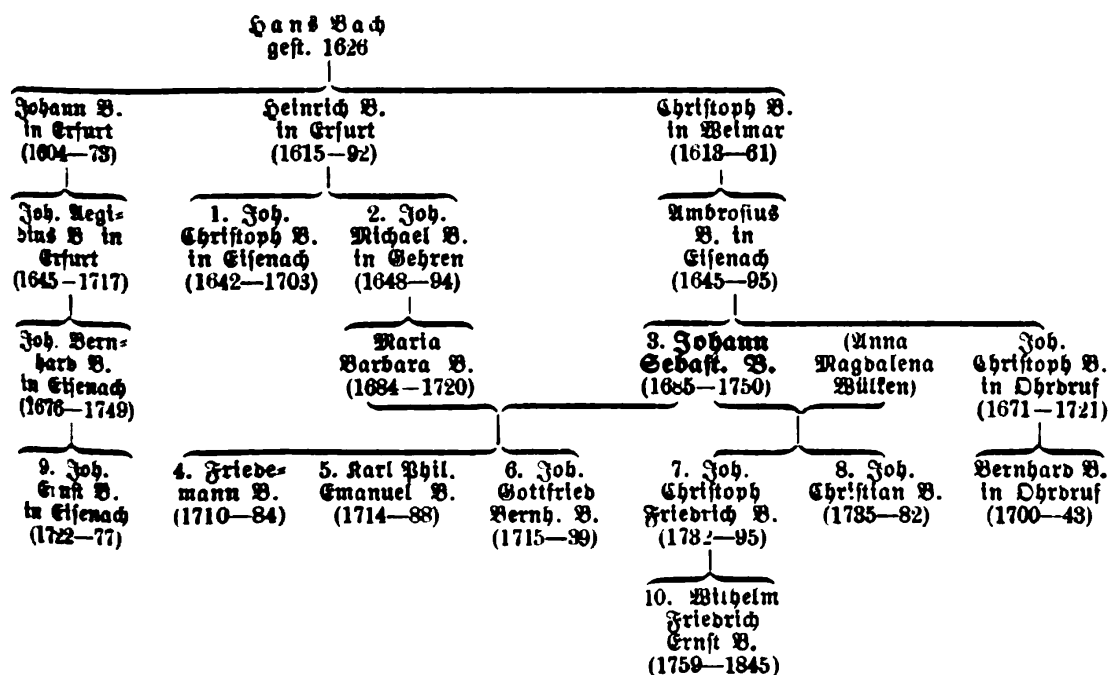 Hans Bach
gest. 1626
Johann B.
in Erfurt
(1604—73)
Heinrich B.
in Erfurt
(1615—92)
Christoph B.
in Weimar
(1613—61)
Joh. Aegi=
dius B in
Erfurt
(1645–1717)
1. Joh.
Christoph B.
in Eisenach
(1642—1703)
2. Joh.
Michael B.
in Gehren
(1648—94)
Ambrosius
B. in
Eisenach
(1645—95)
Joh. Bern=
hard B.
in Eisenach
(1676—1749)
Maria
Barbara B.
(1684—1720)
3. Johann
Sebast. B.
(1685—1750)
(Anna
Magdalena
Wülken)
Joh.
Christoph B.
in Ohrdruf
(1671—1721)
9. Joh.
Ernst B.
in Eisenach
(1722—77)
4. Friede=
mann B.
(1710—84)
5. Karl Phil.
Emanuel B.
(1714—88)
6. Joh.
Gottfried
Bernh. B.
(1715—39)
7. Joh.
Christoph
Friedrich B.
(1732—95)
8. Joh.
Christian B.
(1735—82)
Bernhard B.
in Ohrdruf
(1700—43)
10. Wilhelm
Friedrich
Ernst B.
(1759—1845)